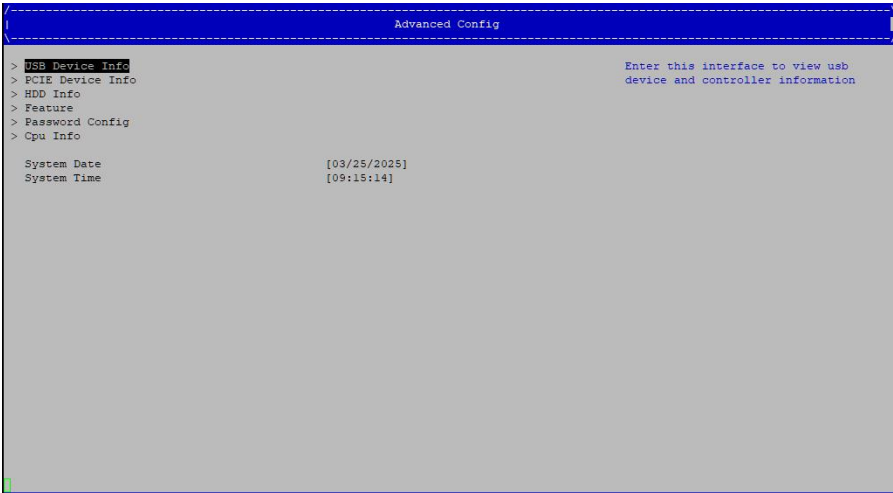 Advanced Config
> USB Device Info
> PCIE Device Info
> HDD Info
> Feature
> Password Config
> Cpu Info
System Date [03/25/2025]
System Time [09:15:14]
Enter this interface to view usb
device and controller information